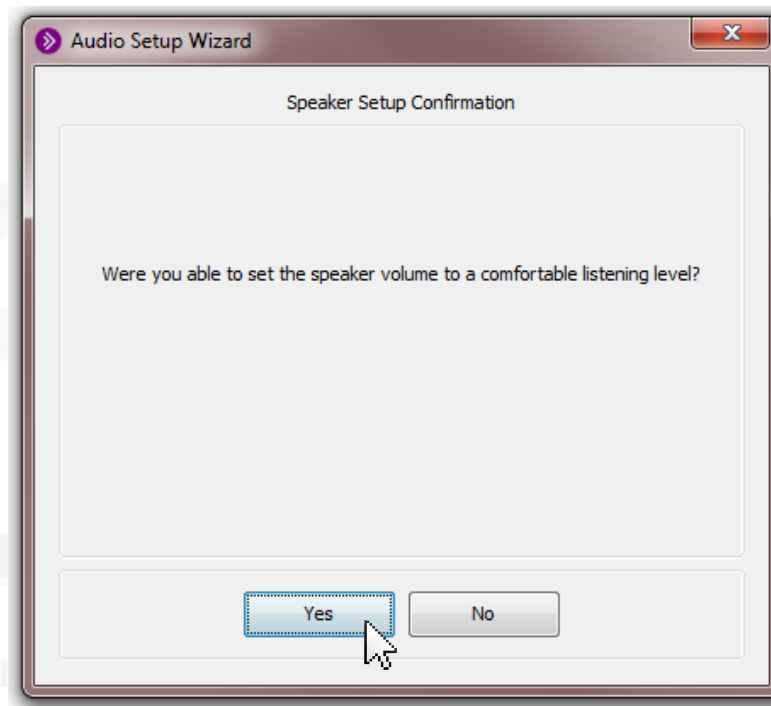 Audio Setup Wizard
Speaker Setup Confirmation
Were you able to set the speaker volume to a comfortable listening level?
Yes
No